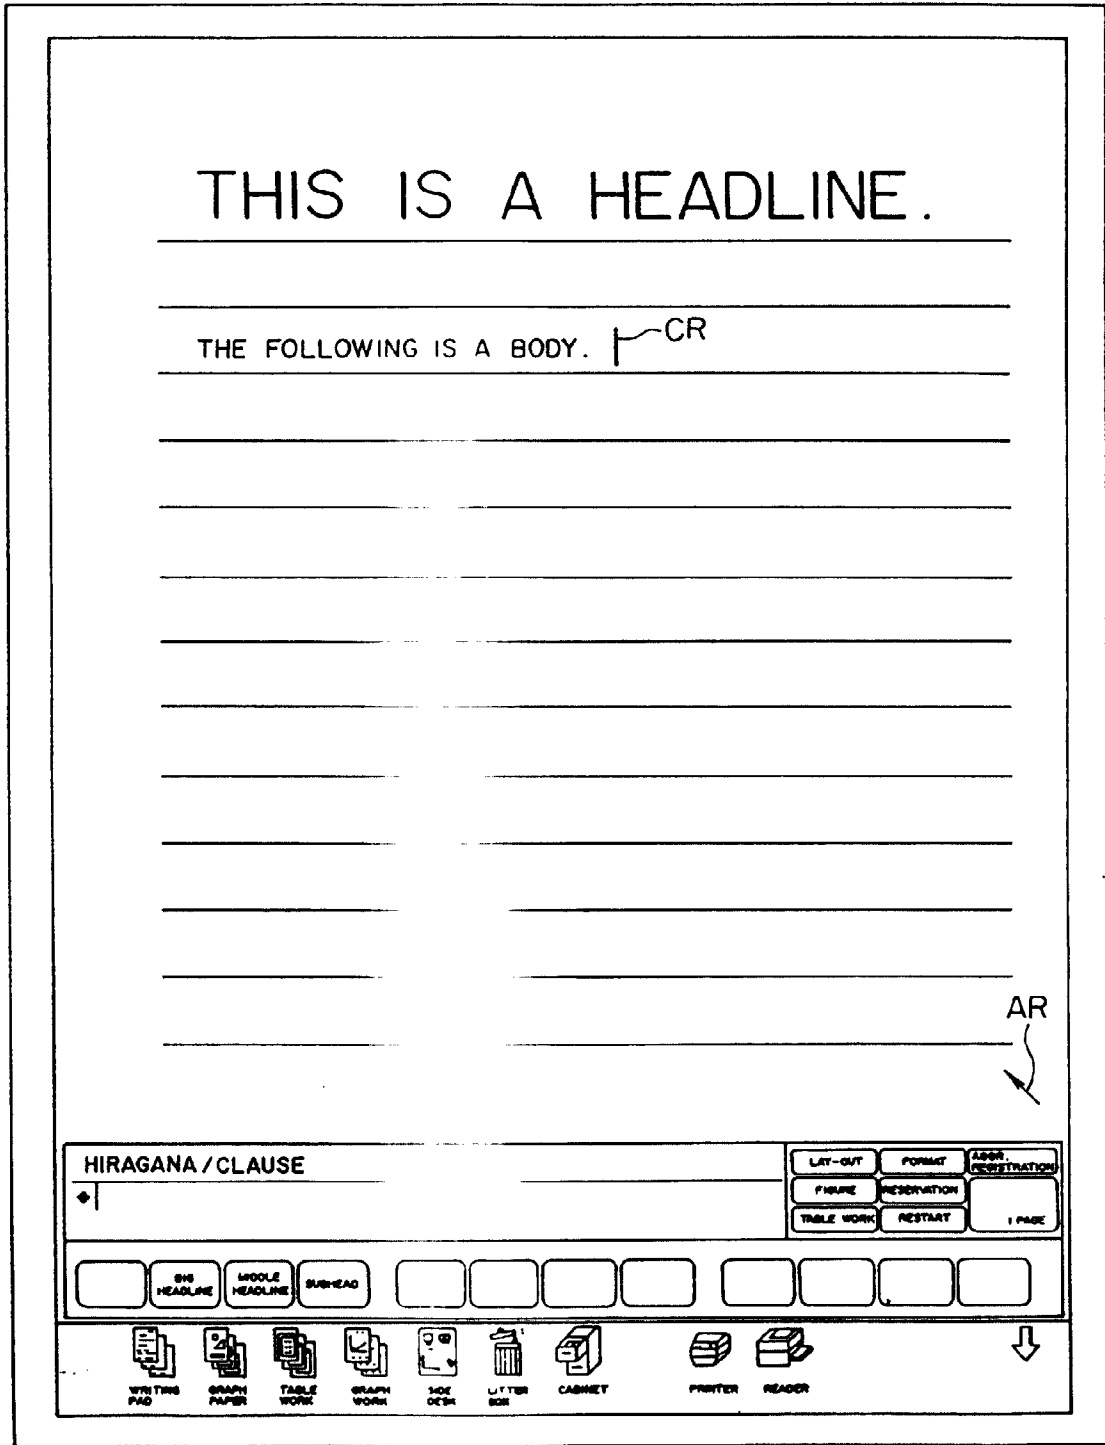 THIS IS A HEADLINE.
THE FOLLOWING IS A BODY.
CR
AR
HIRAGANA/CLAUSE
LAY-OUT FORMAT ABBR. REGISTRATION
FIGURE RESERVATION
TABLE WORK RESTART 1 PAGE
BIG HEADLINE
MIDDLE HEADLINE
SUBHEAD
WRITING PAD
GRAPH PAPER
TABLE WORK
GRAPH WORK
SIDE DESK
LITTER BOX
CABINET
PRINTER
READER